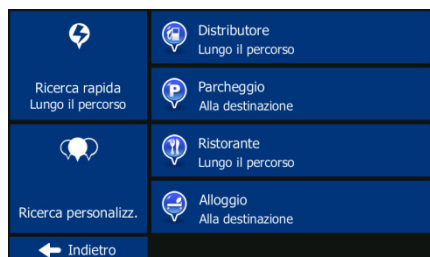 Ricerca rapida
Lungo il percorso
Distributore
Lungo il percorso
Parcheggio
Alla destinazione
Ricerca personalizz.
Ristorante
Lungo il percorso
Alloggio
Alla destinazione
Indietro